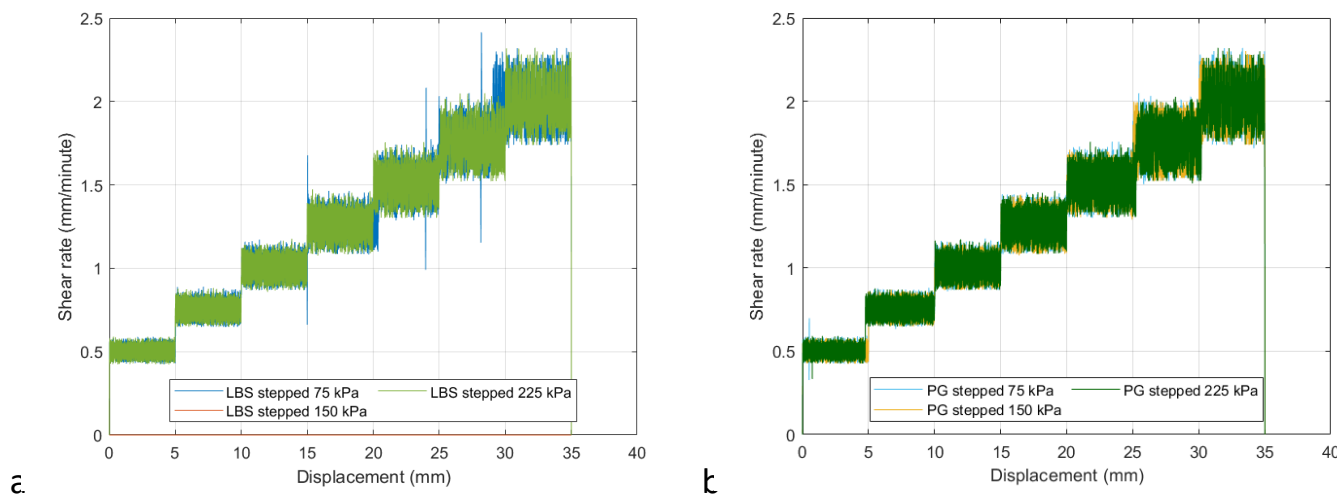 2.5
2
1.5
1
0.5
0
Shear rate (mm/minute)
LBS stepped 75 kPa
LBS stepped 150 kPa
LBS stepped 225 kPa
0 5 10 15 20 25 30 35 40
Displacement (mm)
a
2.5
2
1.5
1
0.5
0
Shear rate (mm/minute)
PG stepped 75 kPa
PG stepped 150 kPa
PG stepped 225 kPa
0 5 10 15 20 25 30 35 40
Displacement (mm)